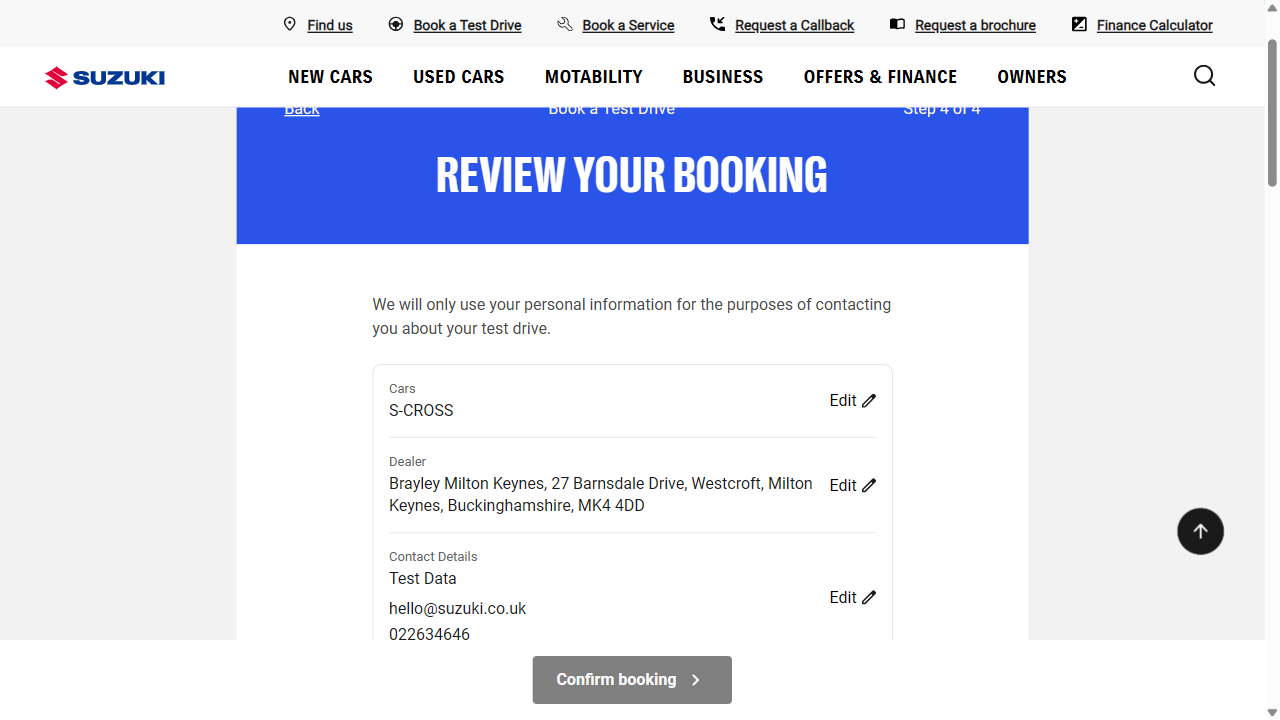 Find us
Book a Test Drive
Book a Service
Request a Callback
Request a brochure
Finance Calculator
SUZUKI
NEW CARS
USED CARS
MOTABILITY
BUSINESS
OFFERS & FINANCE
OWNERS
Back
Book a Test Drive
Step 4 of 4
REVIEW YOUR BOOKING
We will only use your personal information for the purposes of contacting
you about your test drive.
Cars
S-CROSS
Edit
Dealer
Brayley Milton Keynes, 27 Barnsdale Drive, Westcroft, Milton
Keynes, Buckinghamshire, MK4 4DD
Edit
Contact Details
Test Data
hello@suzuki.co.uk
022634646
Edit
Confirm booking